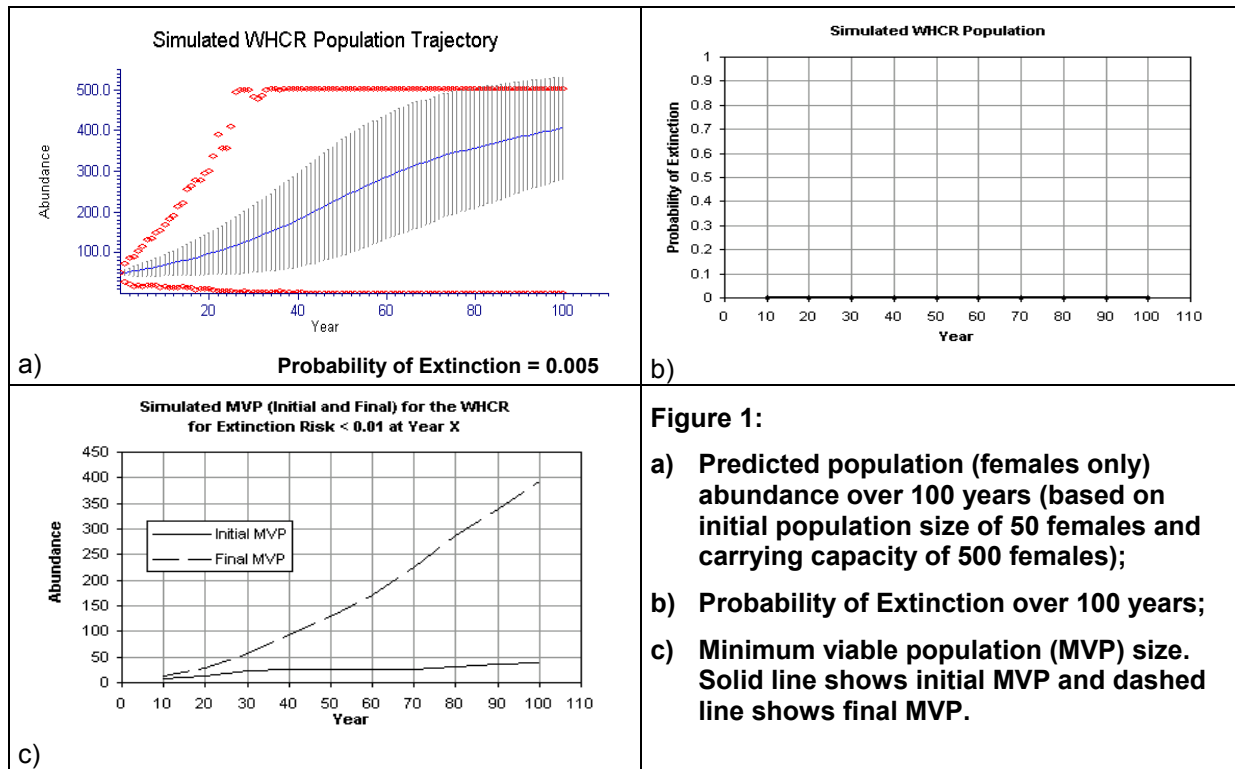 Simulated WHCR Population Trajectory
500.0
400.0
300.0
200.0
100.0
Abundance
20
40
60
80
100
Year
a)
Probability of Extinction = 0.005
Simulated WHCR Population
1
0.9
0.8
0.7
0.6
0.5
0.4
0.3
0.2
0.1
0
Probability of Extinction
0 10 20 30 40 50 60 70 80 90 100 110
Year
b)
Simulated MVP (Initial and Final) for the WHCR
for Extinction Risk < 0.01 at Year X
450
400
350
300
250
200
150
100
50
0
Abundance
Initial MVP
Final MVP
0 10 20 30 40 50 60 70 80 90 100 110
Year
c)
Figure 1:
a) Predicted population (females only)
abundance over 100 years (based on
initial population size of 50 females and
carrying capacity of 500 females);
b) Probability of Extinction over 100 years;
c) Minimum viable population (MVP) size.
Solid line shows initial MVP and dashed
line shows final MVP.